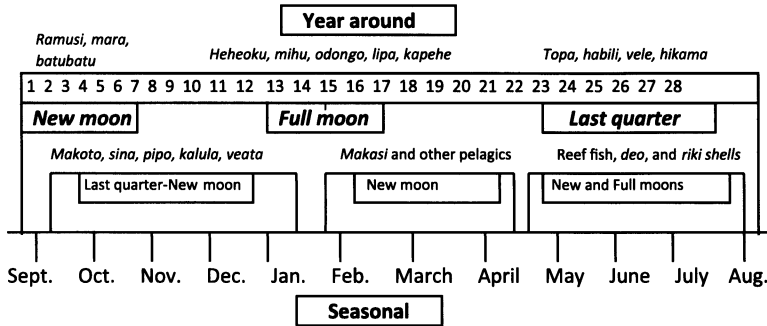 Year around
Ramusi, mara,
batubatu
Heheoku, mihu, odongo, lipa, kapehe
Topa, habili, vele, hikama
1 2 3 4 5 6 7 8 9 10 11 12 13 14 15 16 17 18 19 20 21 22 23 24 25 26 27 28
New moon
Full moon
Last quarter
Makoto, sina, pipo, kalula, veata
Makasi and other pelagics
Reef fish, deo, and riki shells
Last quarter-New moon
New moon
New and Full moons
Sept. Oct. Nov. Dec. Jan. Feb. March April May June July Aug.
Seasonal